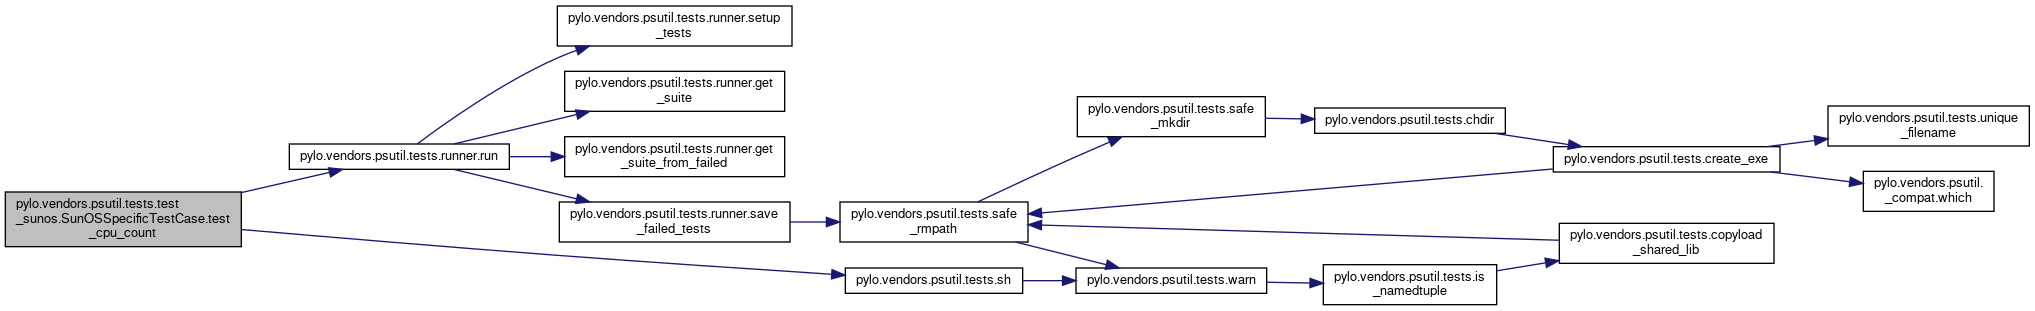 pylo.vendors.psutil.tests.test
_sunos.SunOSSpecificTestCase.test
_cpu_count
pylo.vendors.psutil.tests.runner.run
pylo.vendors.psutil.tests.runner.setup
_tests
pylo.vendors.psutil.tests.runner.get
_suite
pylo.vendors.psutil.tests.runner.get
_suite_from_failed
pylo.vendors.psutil.tests.runner.save
_failed_tests
pylo.vendors.psutil.tests.safe
_rmpath
pylo.vendors.psutil.tests.sh
pylo.vendors.psutil.tests.safe
_mkdir
pylo.vendors.psutil.tests.warn
pylo.vendors.psutil.tests.chdir
pylo.vendors.psutil.tests.is
_namedtuple
pylo.vendors.psutil.tests.create_exe
pylo.vendors.psutil.tests.copyload
_shared_lib
pylo.vendors.psutil.tests.unique
_filename
pylo.vendors.psutil.
_compat.which